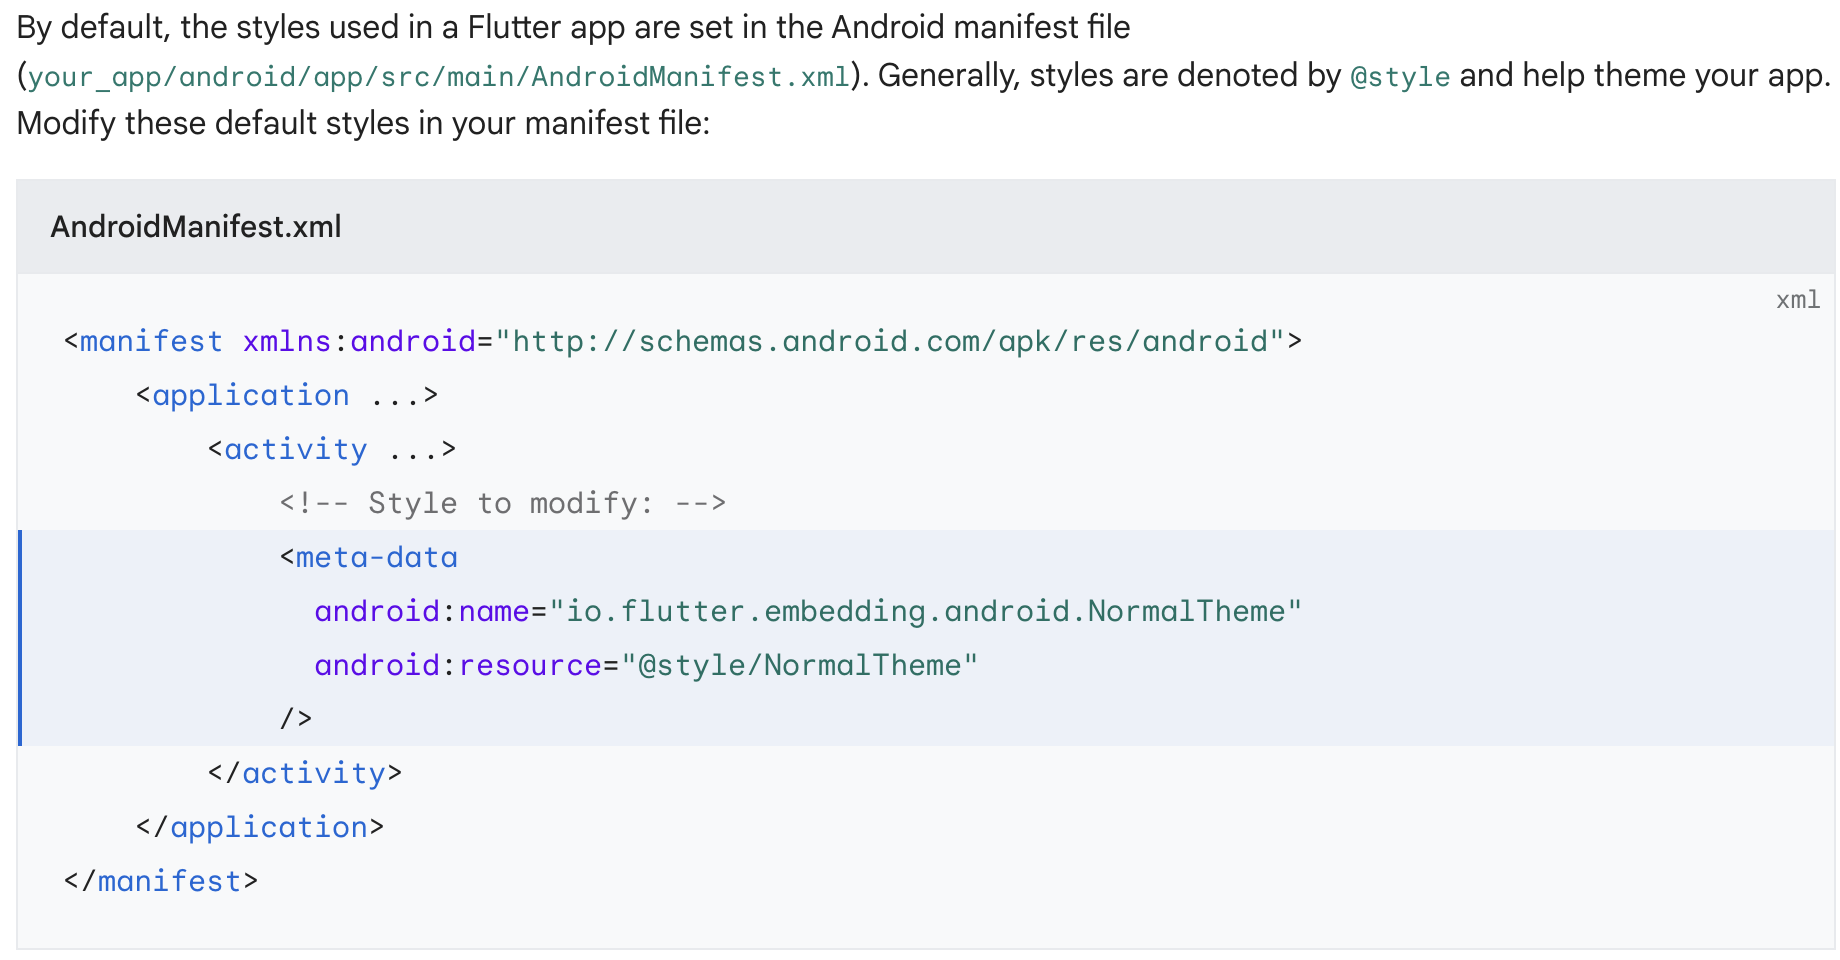 By default, the styles used in a Flutter app are set in the Android manifest file
(your_app/android/app/src/main/AndroidManifest.xml). Generally, styles are denoted by @style and help theme your app.
Modify these default styles in your manifest file:
AndroidManifest.xml
xml
<manifest xmlns:android="http://schemas.android.com/apk/res/android">
    <application ...>
        <activity ...>
            <!-- Style to modify: -->
            <meta-data
              android:name="io.flutter.embedding.android.NormalTheme"
              android:resource="@style/NormalTheme"
            />
        </activity>
    </application>
</manifest>